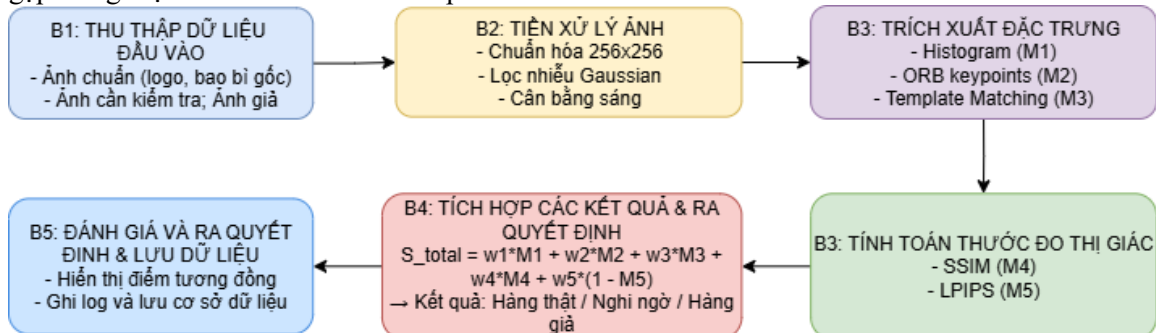 B1: THU THẬP DỮ LIỆU
ĐẦU VÀO
- Ảnh chuẩn (logo, bao bì gốc)
- Ảnh cần kiểm tra; Ảnh giả
B2: TIỀN XỬ LÝ ẢNH
- Chuẩn hóa 256x256
- Lọc nhiễu Gaussian
- Cân bằng sáng
B3: TRÍCH XUẤT ĐẶC TRƯNG
- Histogram (M1)
- ORB keypoints (M2)
- Template Matching (M3)
B3: TÍNH TOÁN THƯỚC ĐO THỊ GIÁC
- SSIM (M4)
- LPIPS (M5)
B4: TÍCH HỢP CÁC KẾT QUẢ & RA
QUYẾT ĐỊNH
S_total = w1*M1 + w2*M2 + w3*M3 +
w4*M4 + w5*(1 - M5)
→ Kết quả: Hàng thật / Nghi ngờ / Hàng
giả
B5: ĐÁNH GIÁ VÀ RA QUYẾT
ĐỊNH & LƯU DỮ LIỆU
- Hiển thị điểm tương đồng
- Ghi log và lưu cơ sở dữ liệu